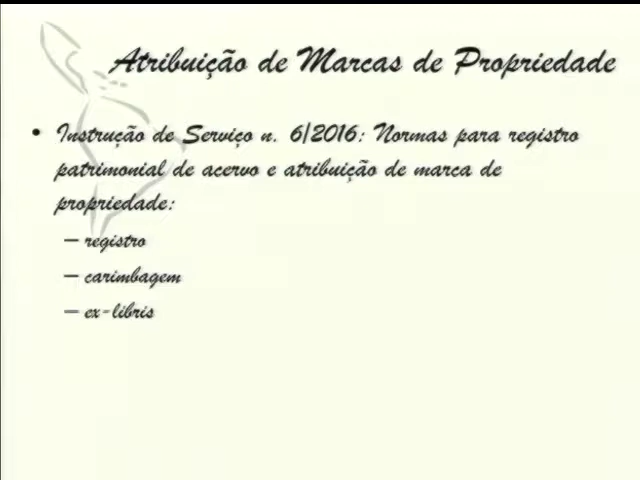 Atribuição de Marcas de Propriedade
• Instrução de Serviço n. 6/2016: Normas para registro
patrimonial de acervo e atribuição de marca de
propriedade:
– registro
– carimbagem
– ex-libris